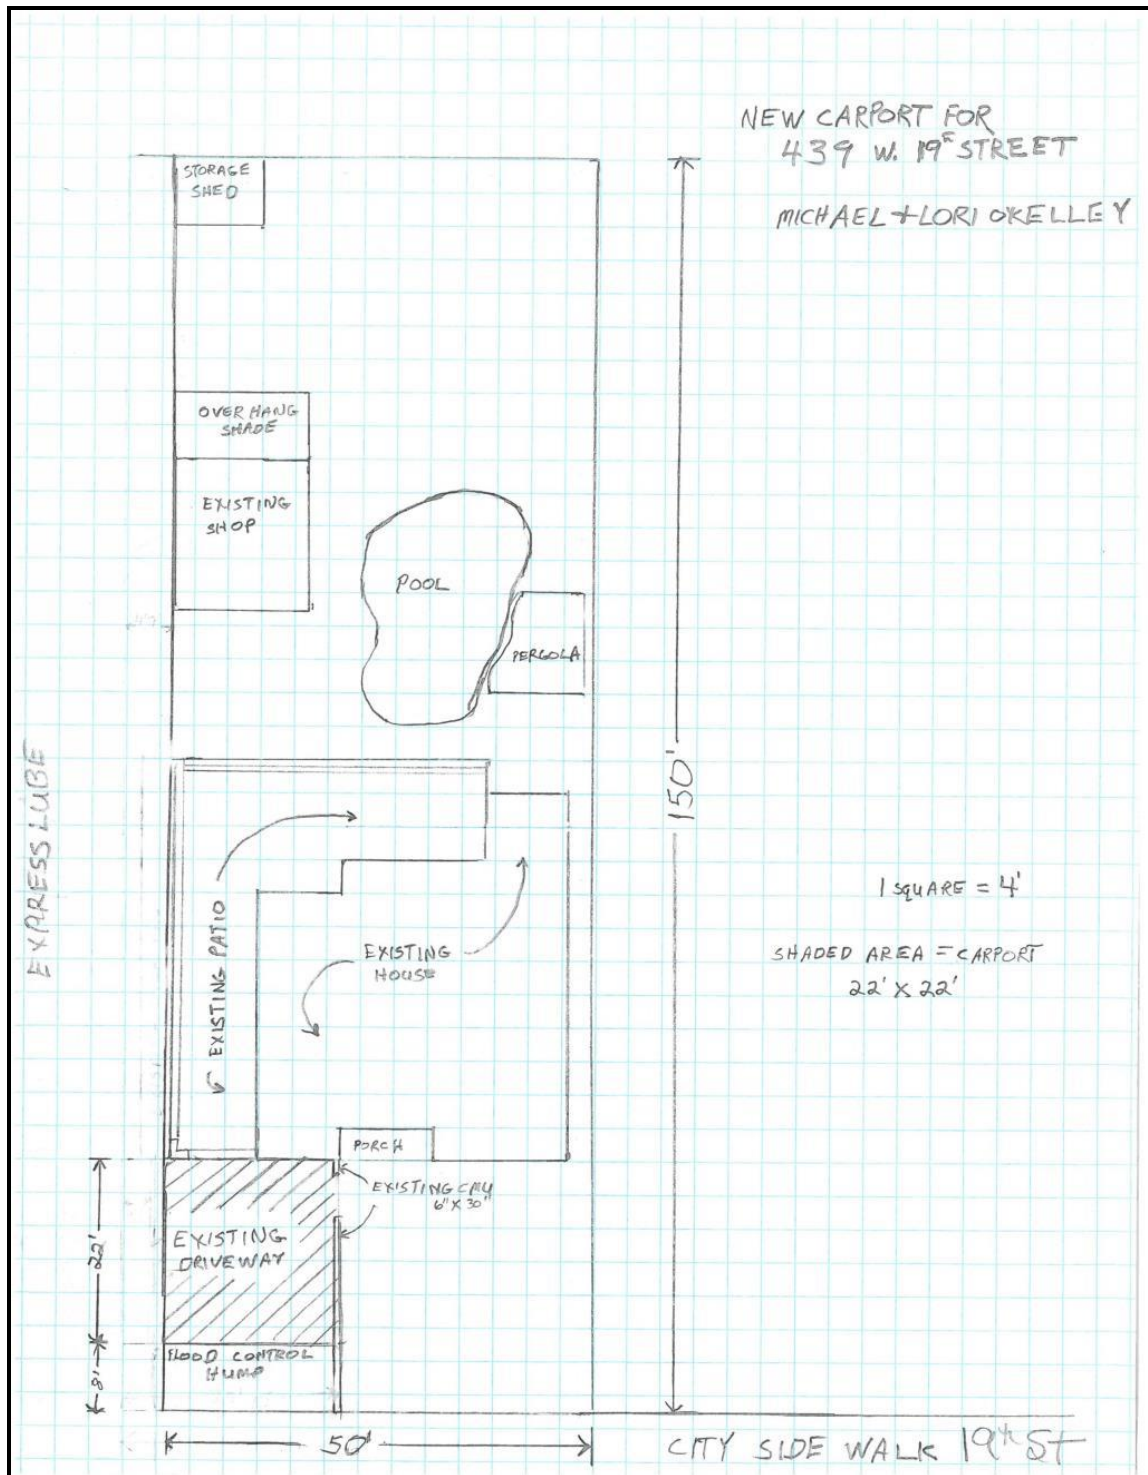 NEW CARPORT FOR
439 W. 19ᵗ STREET
MICHAEL + LORI O'KELLEY
STORAGE
SHED
OVER HANG
SHADE
EXISTING
SHOP
POOL
PERGOLA
EXPRESS LUBE
150'
EXISTING PATIO
EXISTING
HOUSE
1 SQUARE = 4'
SHADED AREA = CARPORT
22' X 22'
PORCH
EXISTING CMU
6" X 30"
EXISTING
DRIVEWAY
22'
FLOOD CONTROL
HUMP
8'
50'
CITY SIDE WALK 19th St